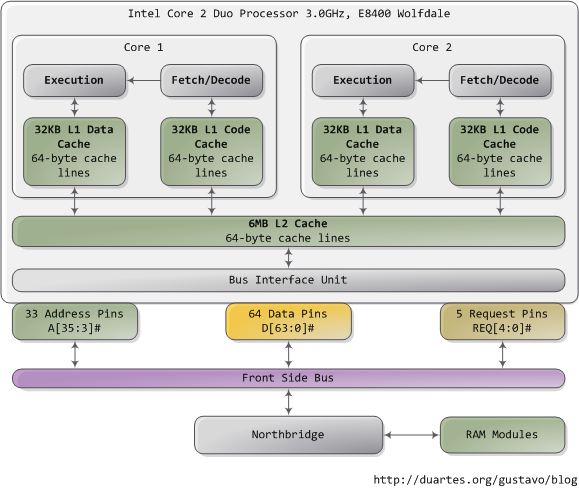 Intel Core 2 Duo Processor 3.0GHz, E8400 Wolfdale
Core 1
Core 2
Execution
Fetch/Decode
Execution
Fetch/Decode
32KB L1 Data
Cache
64-byte cache
lines
32KB L1 Code
Cache
64-byte cache
lines
32KB L1 Data
Cache
64-byte cache
lines
32KB L1 Code
Cache
64-byte cache
lines
6MB L2 Cache
64-byte cache lines
Bus Interface Unit
33 Address Pins
A[35:3]#
64 Data Pins
D[63:0]#
5 Request Pins
REQ[4:0]#
Front Side Bus
Northbridge
RAM Modules
http://duartes.org/gustavo/blog